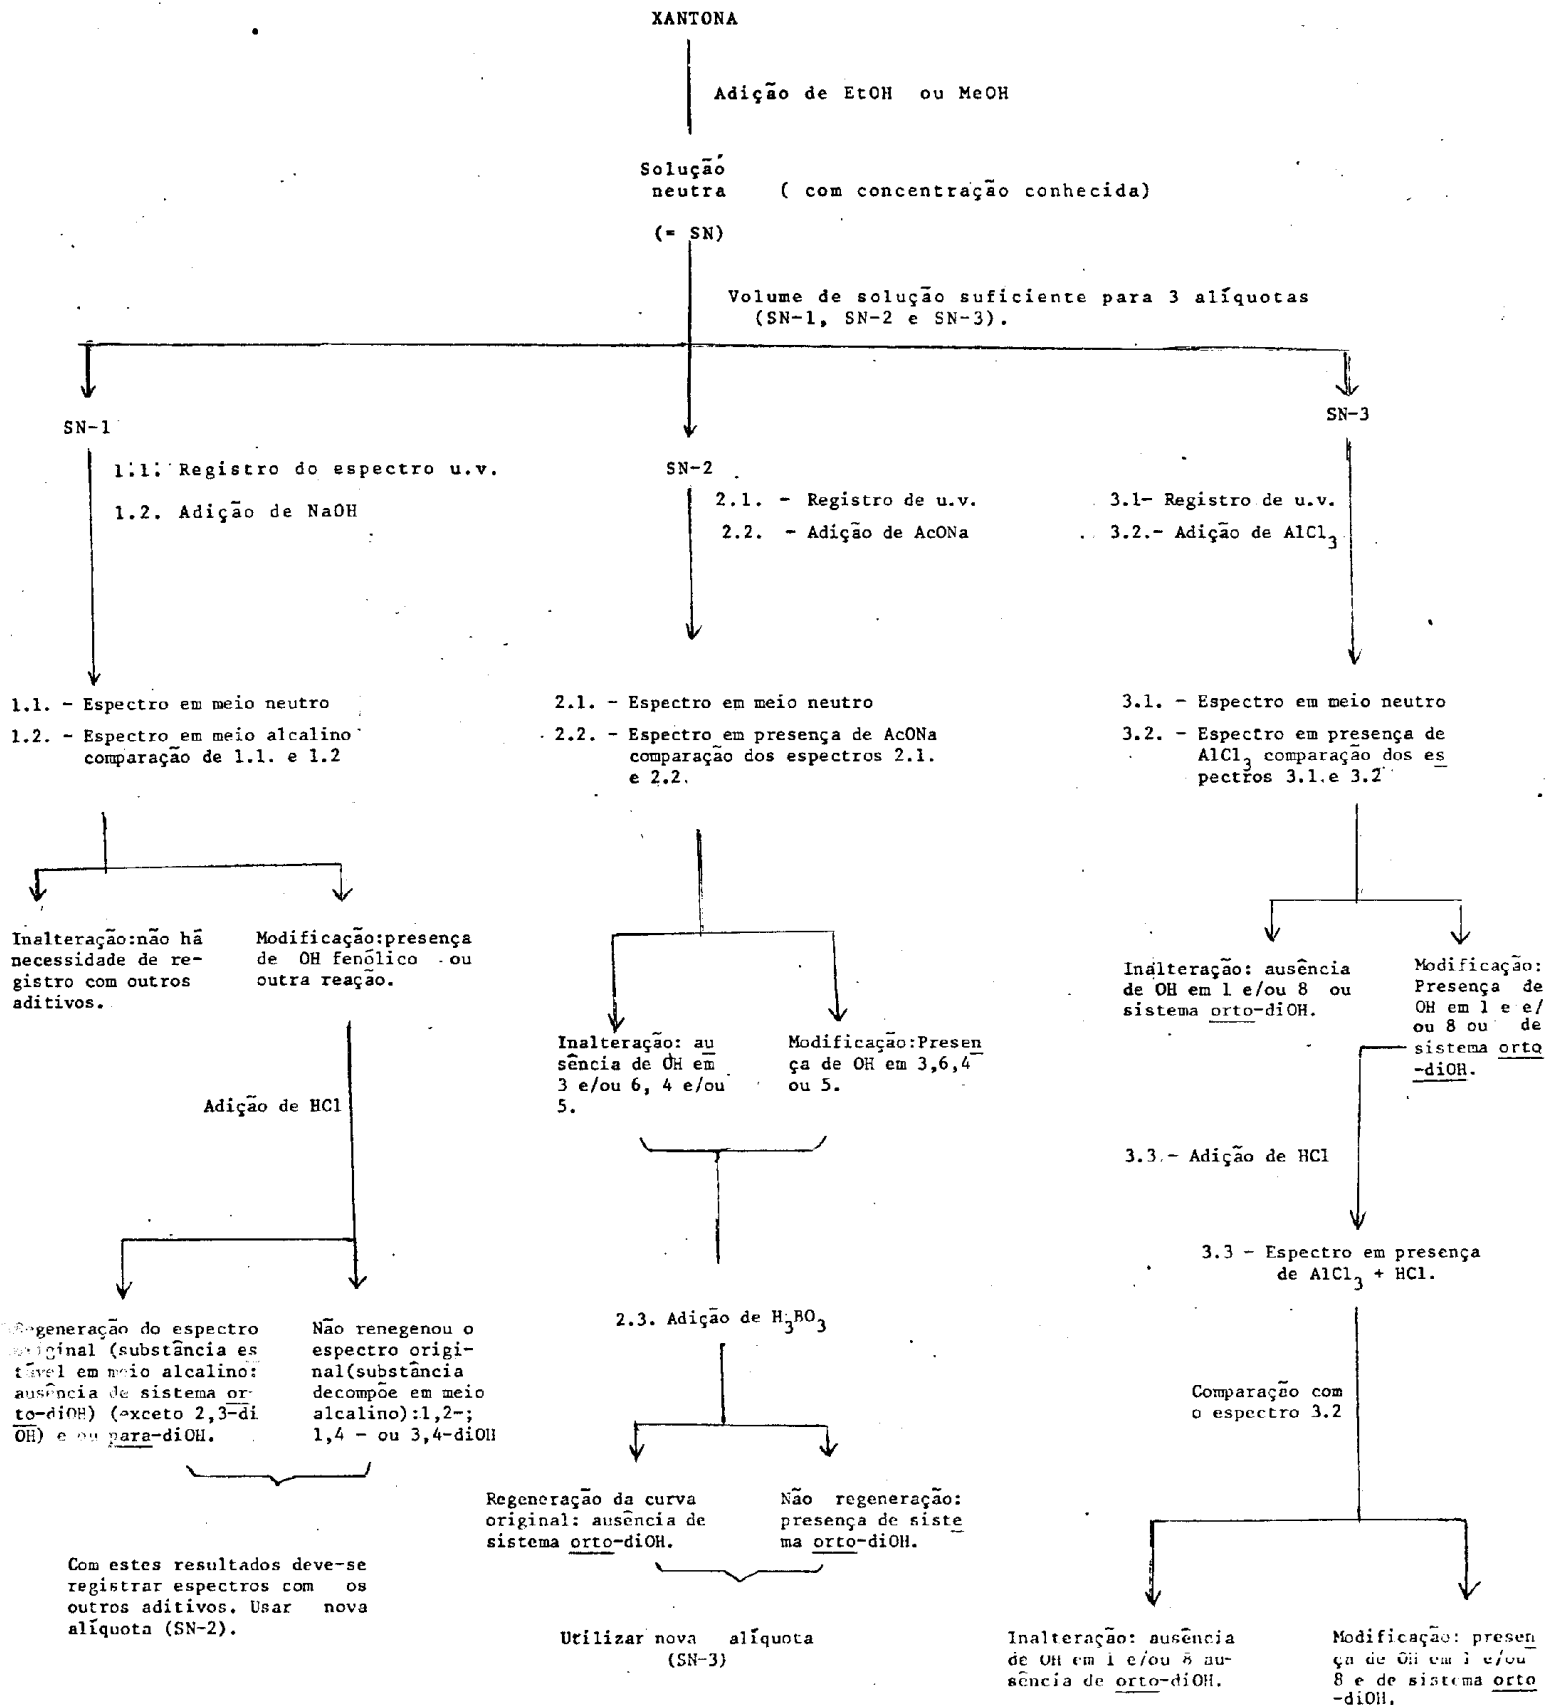 XANTONA
Adição de EtOH ou MeOH
Solução
neutra ( com concentração conhecida)
(= SN)
Volume de solução suficiente para 3 alíquotas
(SN-1, SN-2 e SN-3).
SN-1
1.1. Registro do espectro u.v.
1.2. Adição de NaOH
SN-2
2.1. - Registro de u.v.
2.2. - Adição de AcONa
SN-3
3.1- Registro de u.v.
3.2.- Adição de AlCl3
1.1. - Espectro em meio neutro
1.2. - Espectro em meio alcalino
comparação de 1.1. e 1.2
2.1. - Espectro em meio neutro
2.2. - Espectro em presença de AcONa
comparação dos espectros 2.1.
e 2.2.
3.1. - Espectro em meio neutro
3.2. - Espectro em presença de
AlCl3 comparação dos es
pectros 3.1.e 3.2
Inalteração:não há
necessidade de re-
gistro com outros
aditivos.
Modificação:presença
de OH fenólico ou
outra reação.
Adição de HCl
Regeneração do espectro
original (substância es
tável em meio alcalino:
ausência de sistema or-
to-diOH) (exceto 2,3-di
OH) e ou para-diOH.
Não renegenou o
espectro origi-
nal(substância
decompõe em meio
alcalino):1,2-;
1,4 - ou 3,4-diOH
Com estes resultados deve-se
registrar espectros com os
outros aditivos. Usar nova
alíquota (SN-2).
Inalteração: au
sência de OH em
3 e/ou 6, 4 e/ou
5.
Modificação:Presen
ça de OH em 3,6,4
ou 5.
2.3. Adição de H3BO3
Regeneração da curva
original: ausência de
sistema orto-diOH.
Não regeneração:
presença de siste
ma orto-diOH.
Utilizar nova alíquota
(SN-3)
Inalteração: ausência
de OH em 1 e/ou 8 ou
sistema orto-diOH.
Modificação:
Presença de
OH em 1 e e/
ou 8 ou de
sistema orto
-diOH.
3.3.- Adição de HCl
3.3 - Espectro em presença
de AlCl3 + HCl.
Comparação com
o espectro 3.2
Inalteração: ausência
de OH em 1 e/ou 8 au-
sência de orto-diOH.
Modificação: presen
ça de OH em 1 e/ou
8 e de sistema orto
-diOH.